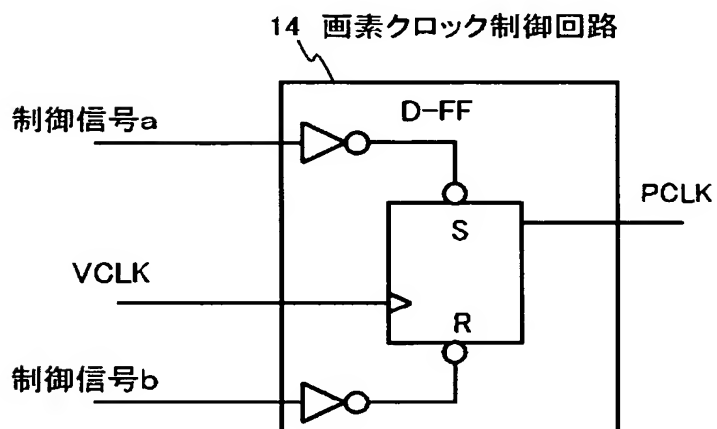 14 画素クロック制御回路
D-FF
制御信号a
PCLK
S
VCLK
R
制御信号b